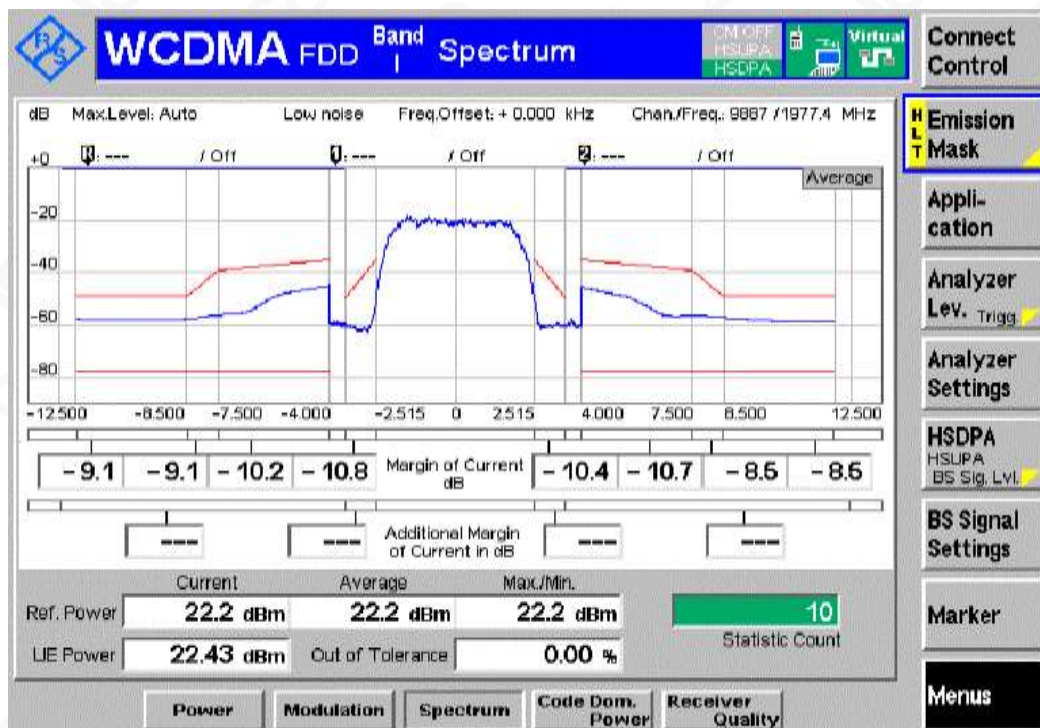 R S
WCDMA FDD Band I Spectrum
CM OFF
HSUPA
HSDPA
Virtual
Connect Control
dB Max.Level: Auto Low noise Freq.Offset: + 0.000 kHz Chan./Freq.: 9887 / 1977.4 MHz
H L T
Emission Mask
R: --- / Off 1: --- / Off 2: --- / Off
Average
+0
-20
-40
-60
-80
-12.500 -8.500 -7.500 -4.000 -2.515 0 2.515 4.000 7.500 8.500 12.500
Appli-
cation
Analyzer
Lev. Trigg.
Analyzer
Settings
-9.1 -9.1 -10.2 -10.8 Margin of Current dB -10.4 -10.7 -8.5 -8.5
HSDPA
HSUPA
BS Sig. Lvl.
--- --- Additional Margin of Current in dB --- ---
BS Signal
Settings
Current Average Max./Min.
Ref. Power 22.2 dBm 22.2 dBm 22.2 dBm 10
Statistic Count
UE Power 22.43 dBm Out of Tolerance 0.00 %
Marker
Menus
Power Modulation Spectrum Code Dom. Power Receiver Quality